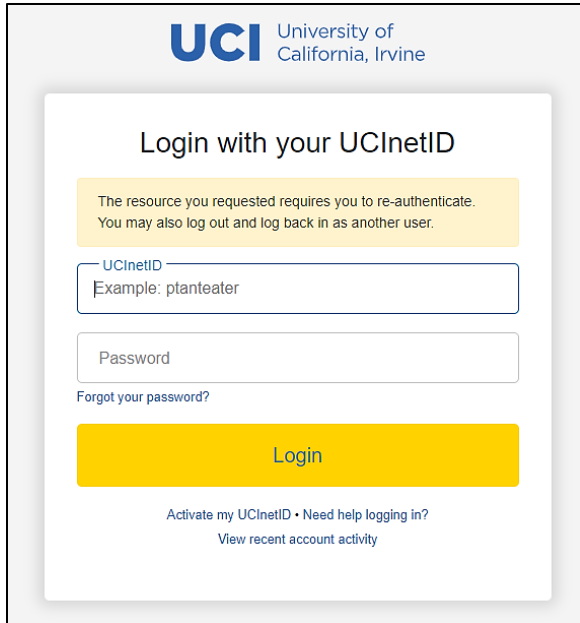 UCI University of
California, Irvine
Login with your UCInetID
The resource you requested requires you to re-authenticate.
You may also log out and log back in as another user.
UCInetID
Example: ptanteater
Password
Forgot your password?
Login
Activate my UCInetID • Need help logging in?
View recent account activity